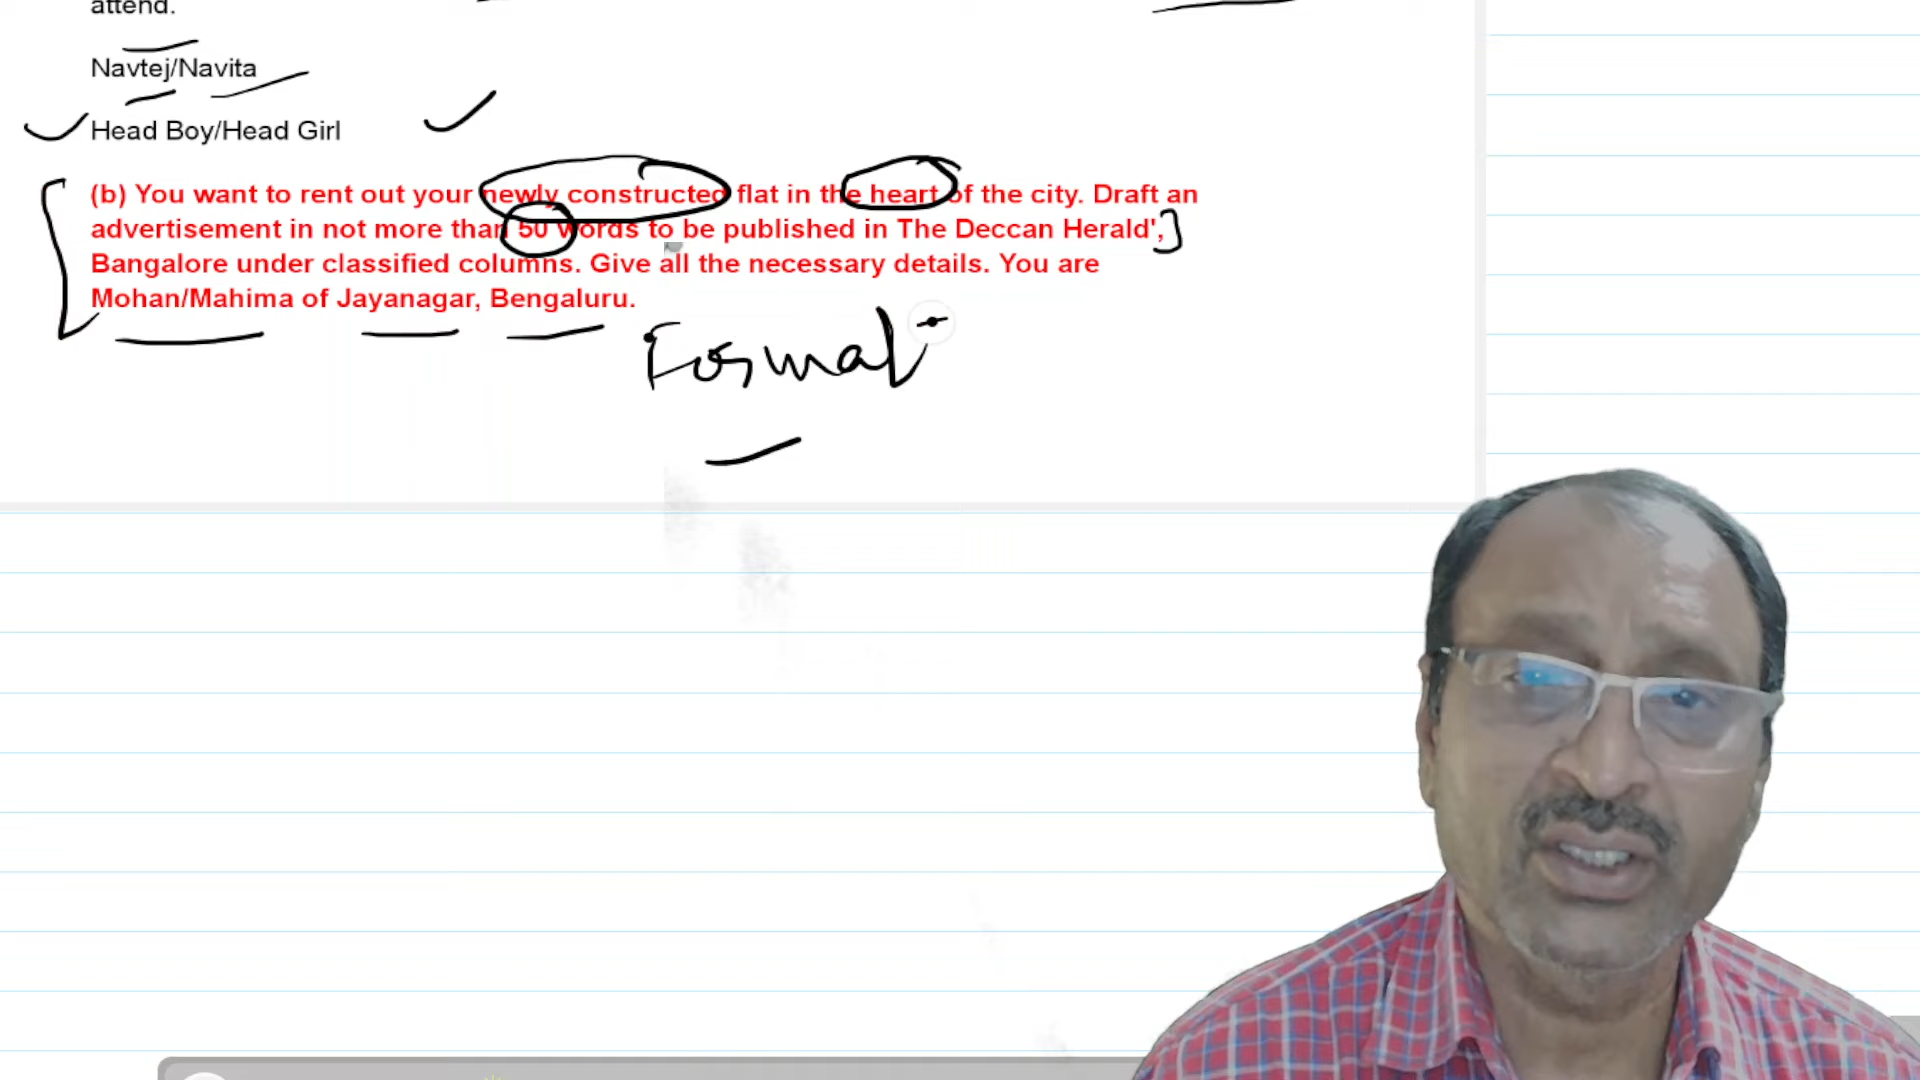 attend.
Navtej/Navita
Head Boy/Head Girl
(b) You want to rent out your newly constructed flat in the heart of the city. Draft an
advertisement in not more than 50 words to be published in The Deccan Herald',
Bangalore under classified columns. Give all the necessary details. You are
Mohan/Mahima of Jayanagar, Bengaluru.
Format